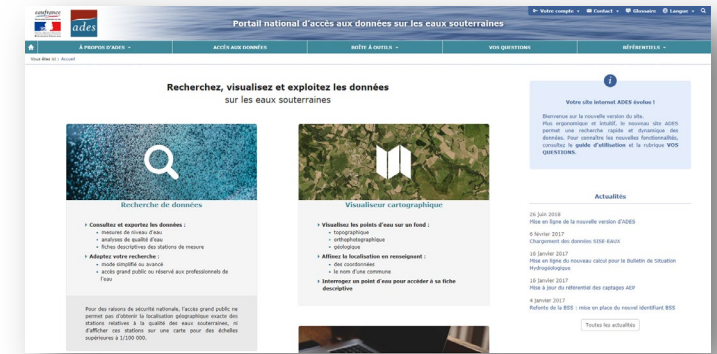 confiance
ades
Portail national d'accès aux données sur les eaux souterraines
Votre compte
Contact
Glossaire
Langue
À PROPOS D'ADES
ACCÈS AUX DONNÉES
BOÎTE À OUTILS
VOS QUESTIONS
RÉFÉRENTIELS
Vous êtes ici : Accueil
Recherchez, visualisez et exploitez les données
sur les eaux souterraines
Recherche de données
Consultez et exportez les données :
mesures de niveau d'eau
analyses de qualité d'eau
fiches descriptives des stations de mesure
Adaptez votre recherche :
mode simplifié ou avancé
accès grand public ou réservé aux professionnels de
l'eau
Pour des raisons de sécurité nationale, l'accès grand public ne
permet pas d'obtenir la localisation géographique exacte des
stations relatives à la qualité des eaux souterraines, ni
d'afficher ces stations sur une carte pour des échelles
supérieures à 1/100 000.
Visualiseur cartographique
Visualisez les points d'eau sur un fond :
topographique
orthophotographique
géologique
Affinez la localisation en renseignant :
des coordonnées
le nom d'une commune
Interrogez un point d'eau pour accéder à sa fiche
descriptive
Votre site internet ADES évolue !
Bienvenue sur la nouvelle version du site.
Plus ergonomique et intuitif, le nouveau site ADES
permet une recherche rapide et dynamique des
données. Pour connaître les nouvelles fonctionnalités,
consultez le guide d'utilisation et la rubrique VOS
QUESTIONS.
Actualités
26 juin 2018
Mise en ligne de la nouvelle version d'ADES
6 février 2017
Chargement des données SISE-EAUX
18 janvier 2017
Mise en ligne du nouveau calcul pour le Bulletin de Situation
Hydrogéologique
16 janvier 2017
Mise à jour du référentiel des captages AEP
4 janvier 2017
Refonte de la BSS : mise en place du nouvel identifiant BSS
Toutes les actualités